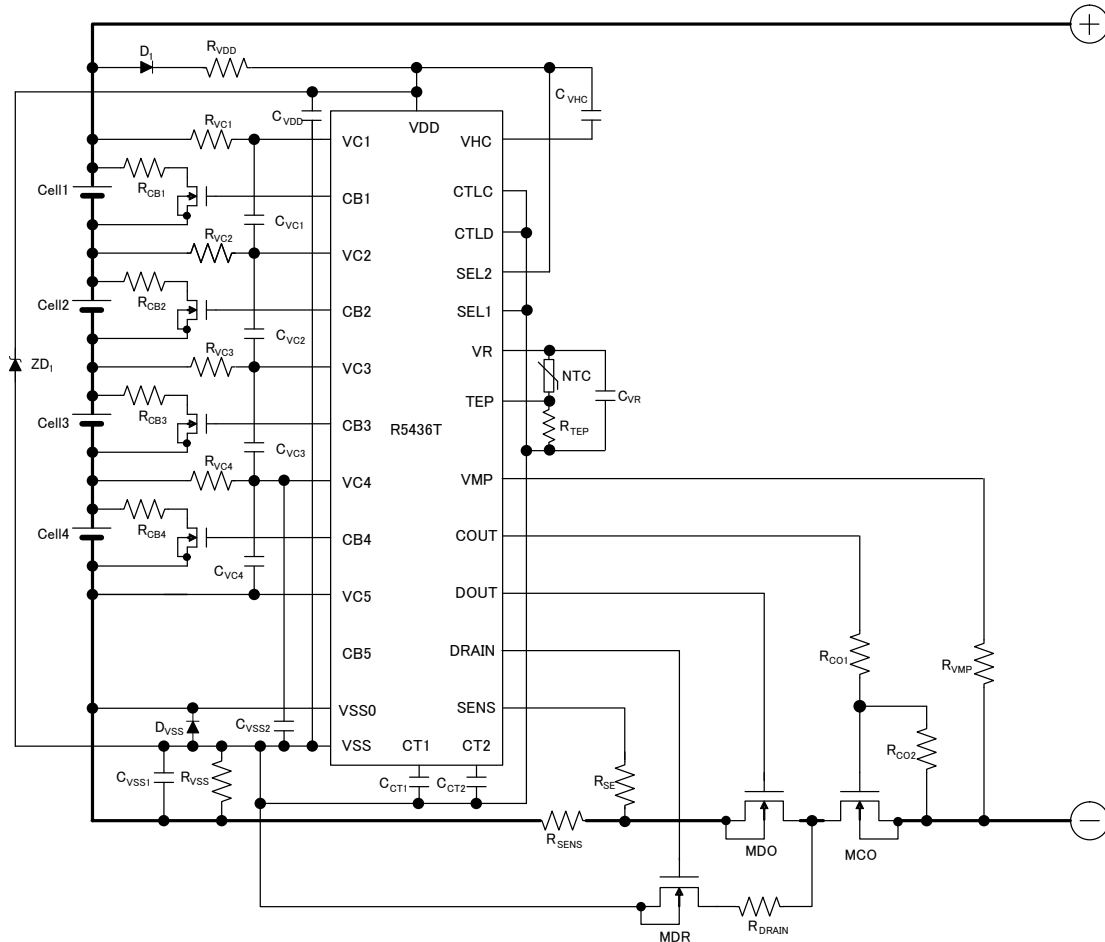 +
D1
RVDD
CVHC
CVDD
VDD
RVC1
VC1
VHC
Cell1
RCB1
CB1
CTLC
CVC1
RVC2
VC2
CTLD
SEL2
Cell2
RCB2
CB2
SEL1
CVC2
RVC3
VC3
VR
ZD1
NTC
CVR
TEP
Cell3
RCB3
CB3
R5436T
RTEP
CVC3
RVC4
VC4
VMP
Cell4
RCB4
CB4
COUT
CVC4
VC5
DOUT
CB5
DRAIN
RCO1
RVMP
VSS0
SENS
DVSS
CVSS2
VSS
CT1
CT2
RCO2
CVSS1
RVSS
CCT1
CCT2
RSE
−
RSENS
MDO
MCO
MDR
RDRAIN